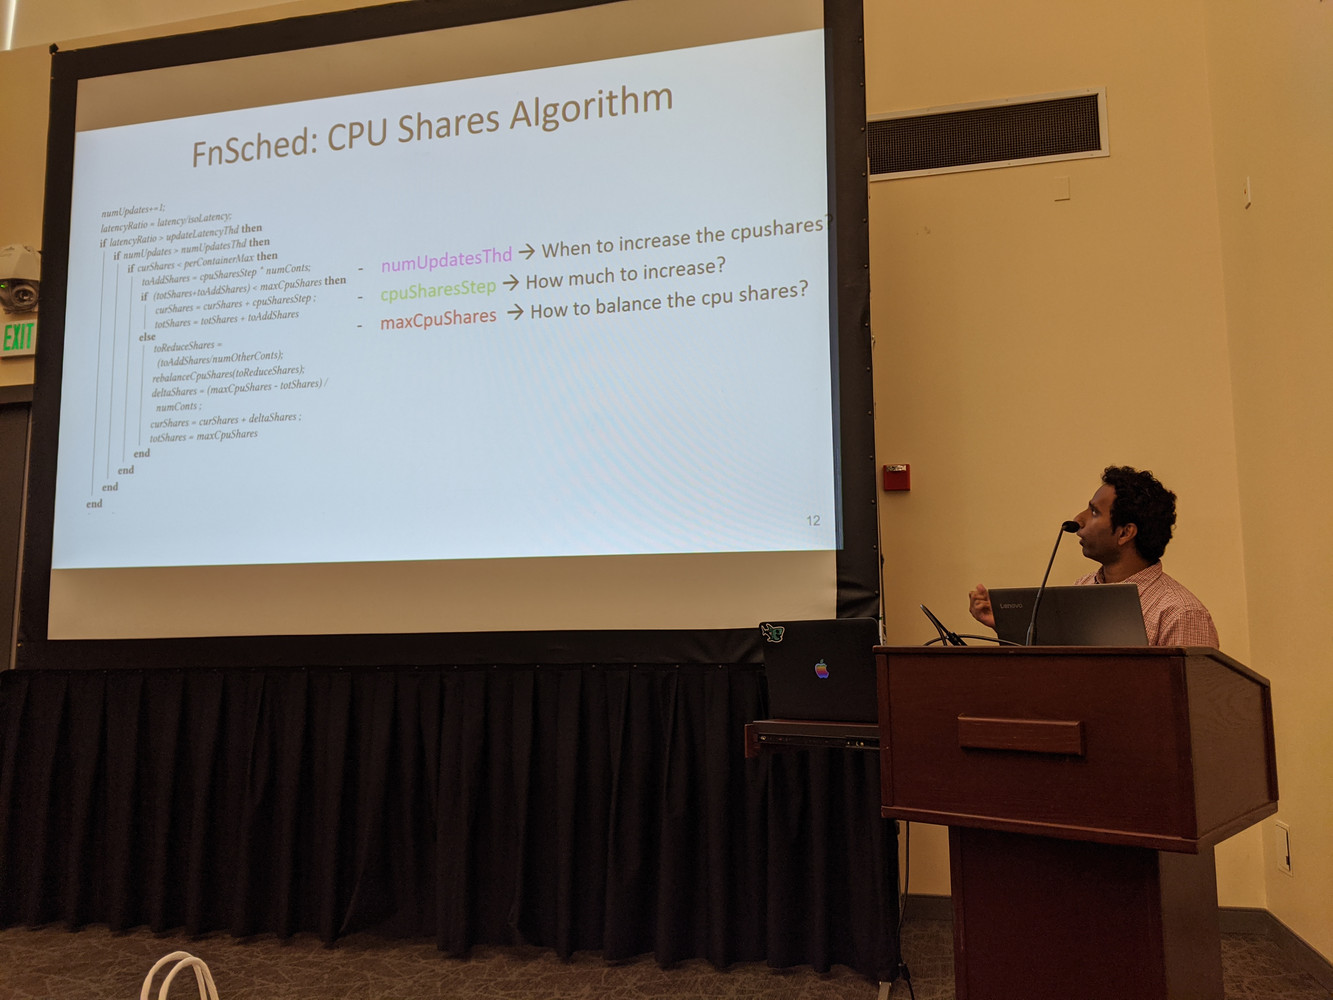 FnSched: CPU Shares Algorithm
numUpdates+=1;
latencyRatio = latency/isoLatency;
if latencyRatio > updateLatencyThd then
if numUpdates > numUpdatesThd then
if curShares < perContainerMax then
toAddShares = cpuSharesStep * numConts;
if (totShares+toAddShares) < maxCpuShares then
curShares = curShares + cpuSharesStep ;
totShares = totShares + toAddShares
else
toReduceShares =
(toAddShares/numOtherConts);
rebalanceCpuShares(toReduceShares);
deltaShares = (maxCpuShares - totShares) /
numConts ;
curShares = curShares + deltaShares ;
totShares = maxCpuShares
end
end
end
end
- numUpdatesThd → When to increase the cpushares?
- cpuSharesStep → How much to increase?
- maxCpuShares → How to balance the cpu shares?
12
EXIT
Lenovo